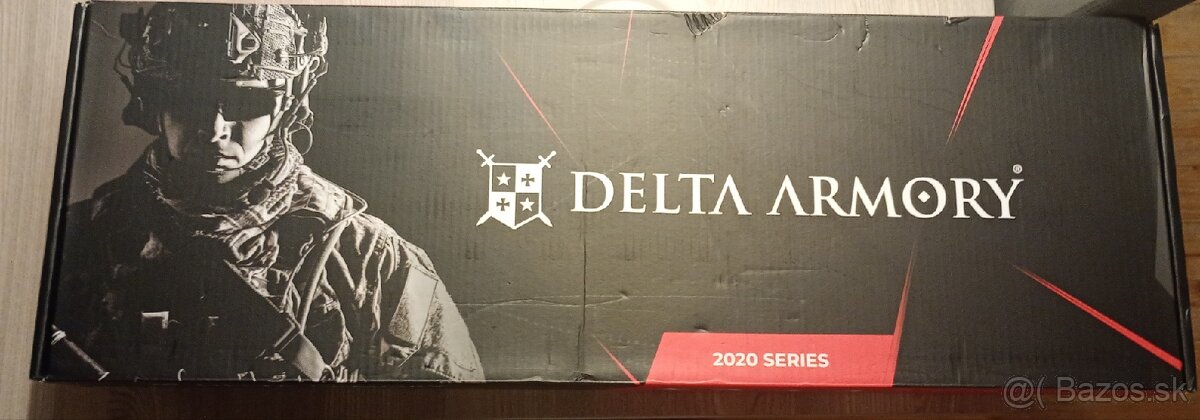 DELTA ARMORY®
2020 SERIES
@( Bazos.sk